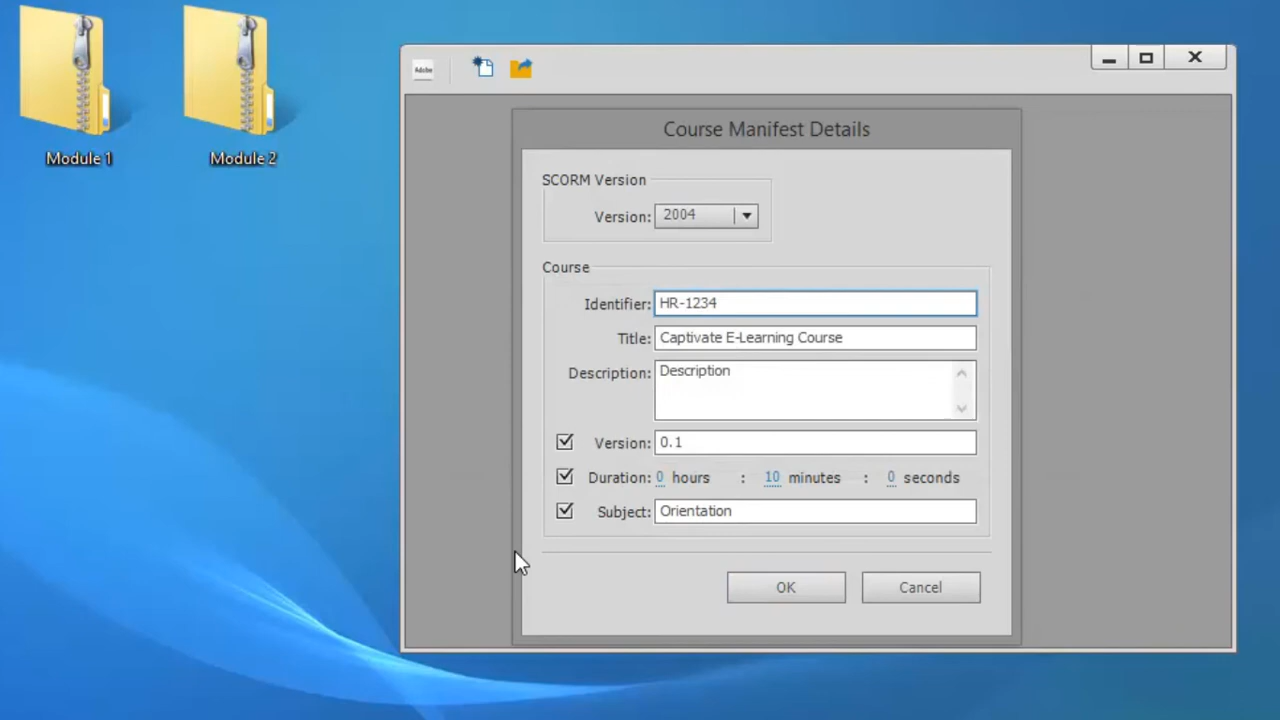 Module 1
Module 2
Adobe
Course Manifest Details
SCORM Version
Version: 2004
Course
Identifier: HR-1234
Title: Captivate E-Learning Course
Description: Description
Version: 0.1
Duration: 0 hours : 10 minutes : 0 seconds
Subject: Orientation
OK Cancel